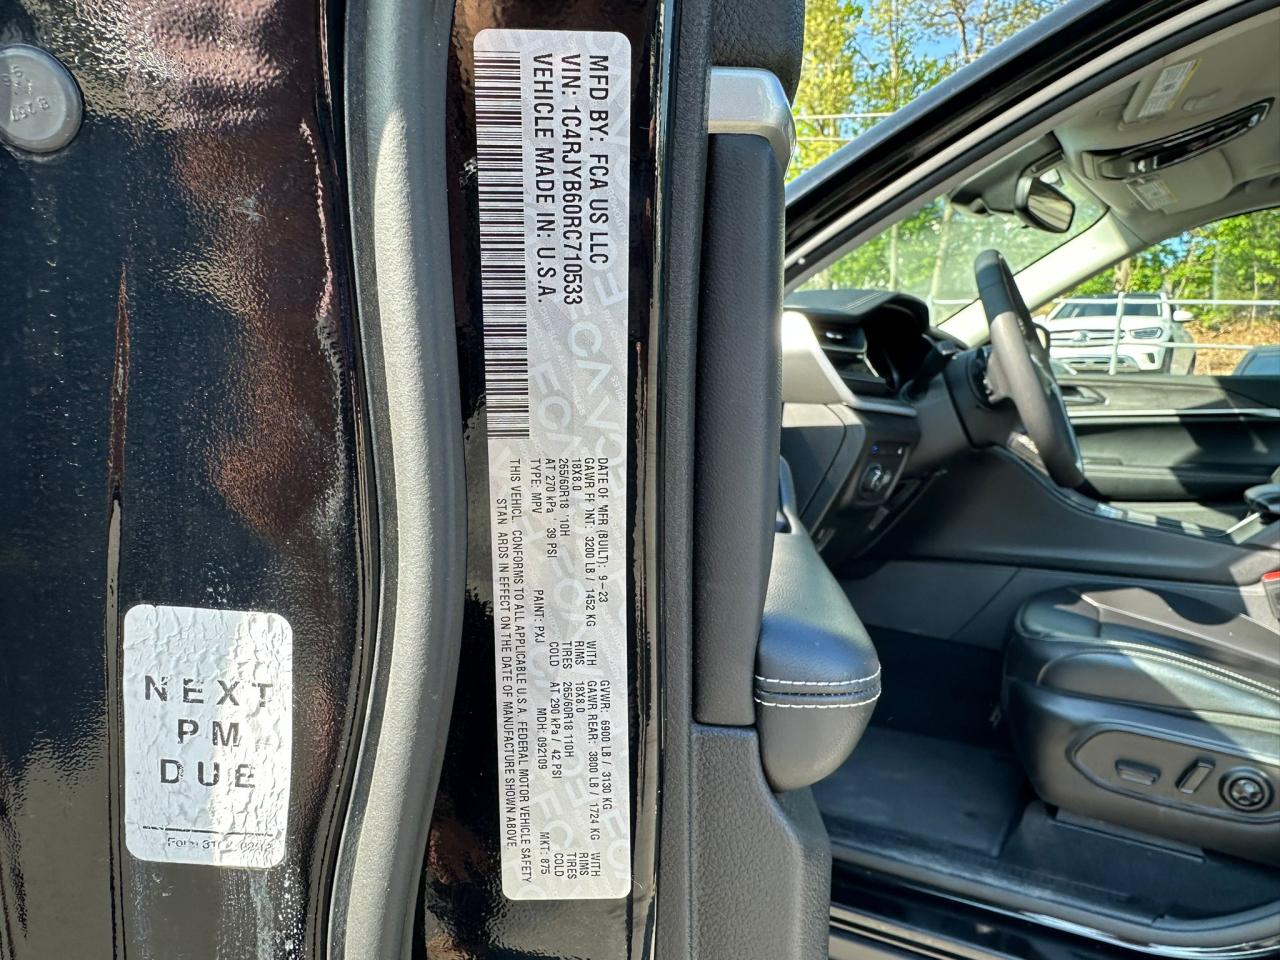 MFD BY: FCA US LLC
VIN: 1C4RJYB60RC710533
VEHICLE MADE IN: U.S.A.
DATE OF MFR (BUILT): 9-23 GVWR: 6900 LB / 3130 KG
GAWR FRONT: 3200 LB / 1452 KG WITH GAWR REAR: 3800 LB / 1724 KG WITH
18X8.0 RIMS 18X8.0 RIMS
265/60R18 110H TIRES 265/60R18 110H TIRES
AT 270 kPa / 39 PSI COLD AT 290 kPa / 42 PSI COLD
TYPE: MPV PAINT: PXJ MDH: 092109 MKT: 875
THIS VEHICL CONFORMS TO ALL APPLICABLE U.S.A. FEDERAL MOTOR VEHICLE SAFETY
STAN ARDS IN EFFECT ON THE DATE OF MANUFACTURE SHOWN ABOVE.
NEXT
PM
DUE